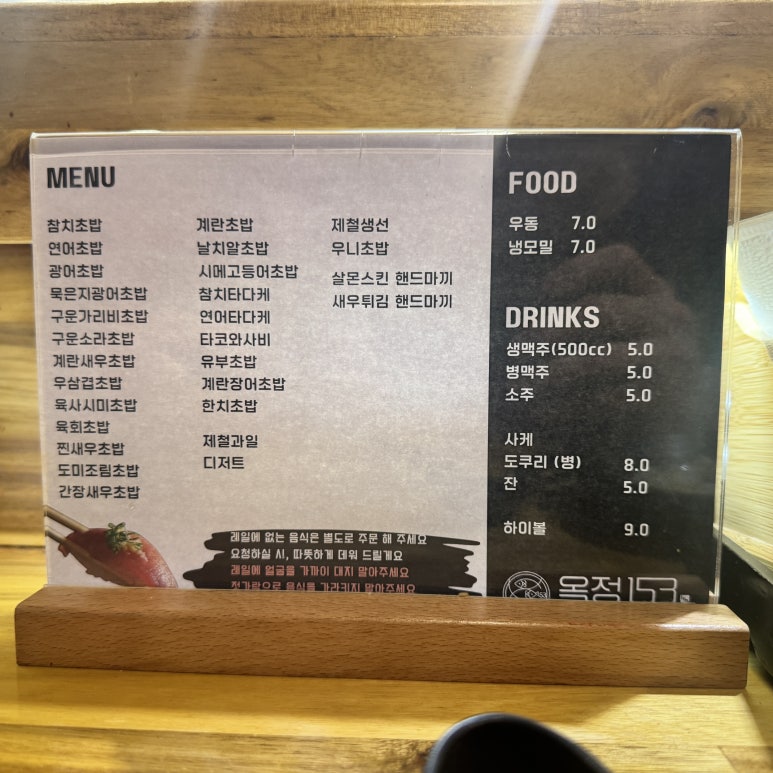 MENU
참치초밥
연어초밥
광어초밥
묵은지광어초밥
구운가리비초밥
구운소라초밥
계란새우초밥
우삼겹초밥
육사시미초밥
육회초밥
찐새우초밥
도미조림초밥
간장새우초밥
계란초밥
날치알초밥
시메고등어초밥
참치타다케
연어타다케
타코와사비
유부초밥
계란장어초밥
한치초밥
제철과일
디저트
제철생선
우니초밥
살몬스킨 핸드마끼
새우튀김 핸드마끼
레일에 없는 음식은 별도로 주문 해 주세요
요청하실 시, 따뜻하게 데워 드릴게요
레일에 얼굴을 가까이 대지 말아주세요
젓가락으로 음식을 가리키지 말아주세요
FOOD
우동 7.0
냉모밀 7.0
DRINKS
생맥주(500cc) 5.0
병맥주 5.0
소주 5.0
사케
도쿠리 (병) 8.0
잔 5.0
하이볼 9.0
옥정153